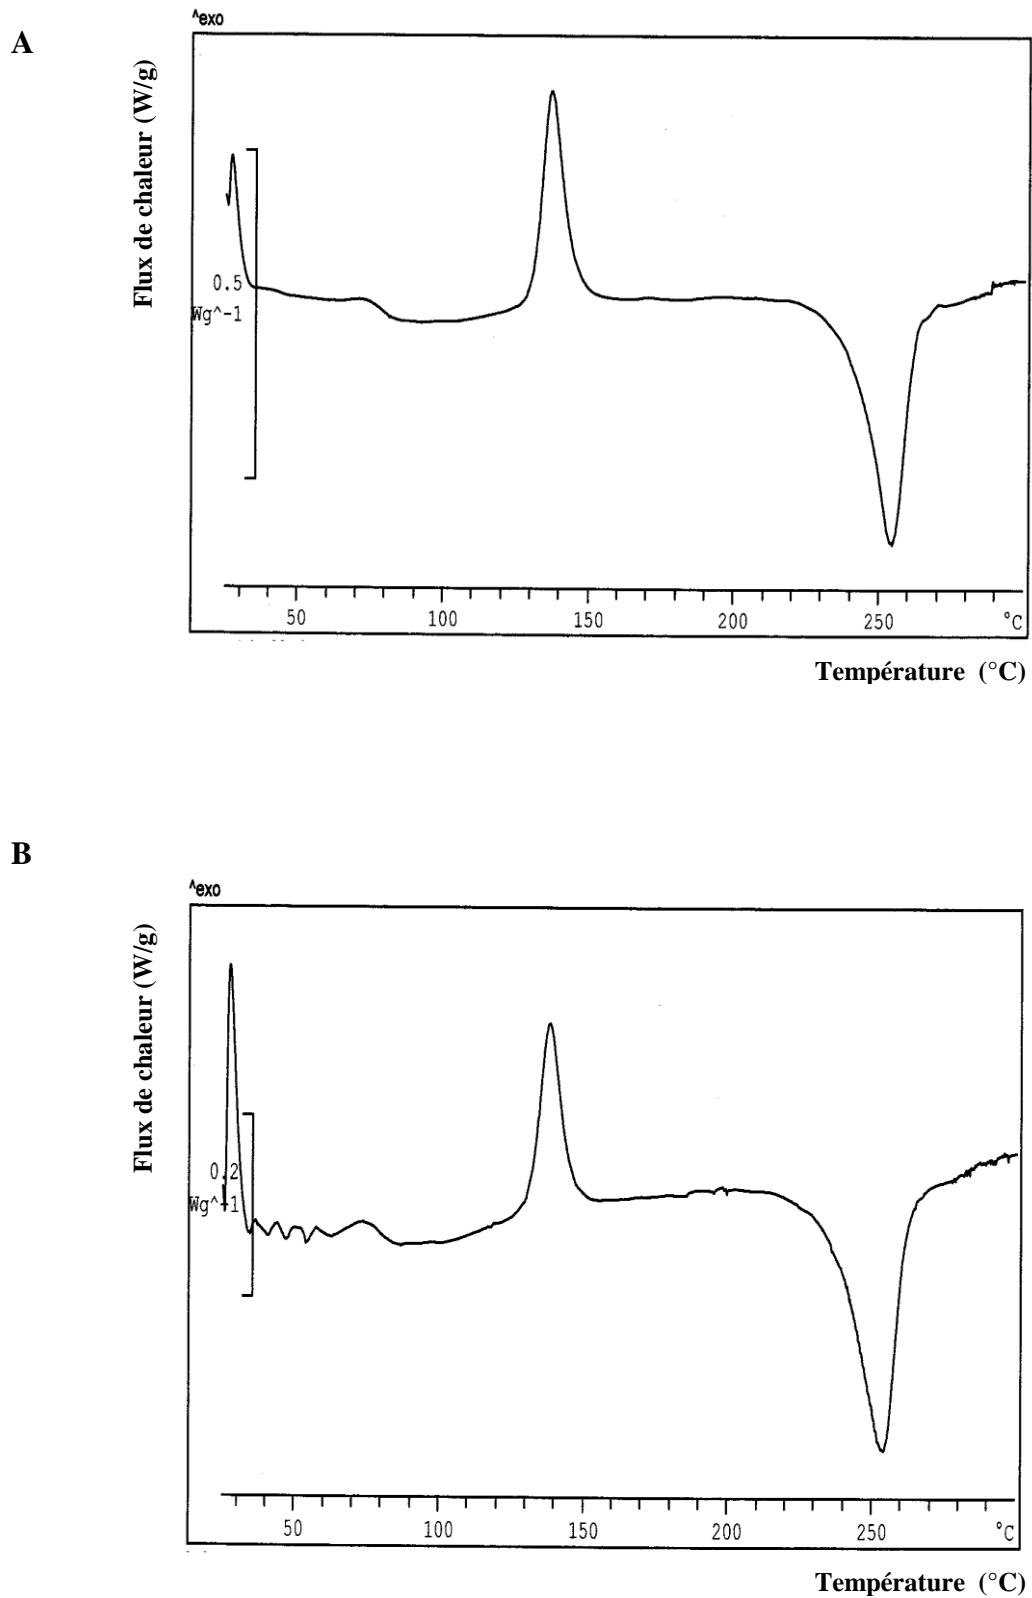 A
^exo
Flux de chaleur (W/g)
0.5
Wg^-1
50 100 150 200 250 °C
Température (°C)
B
^exo
Flux de chaleur (W/g)
0.2
Wg^-1
50 100 150 200 250 °C
Température (°C)